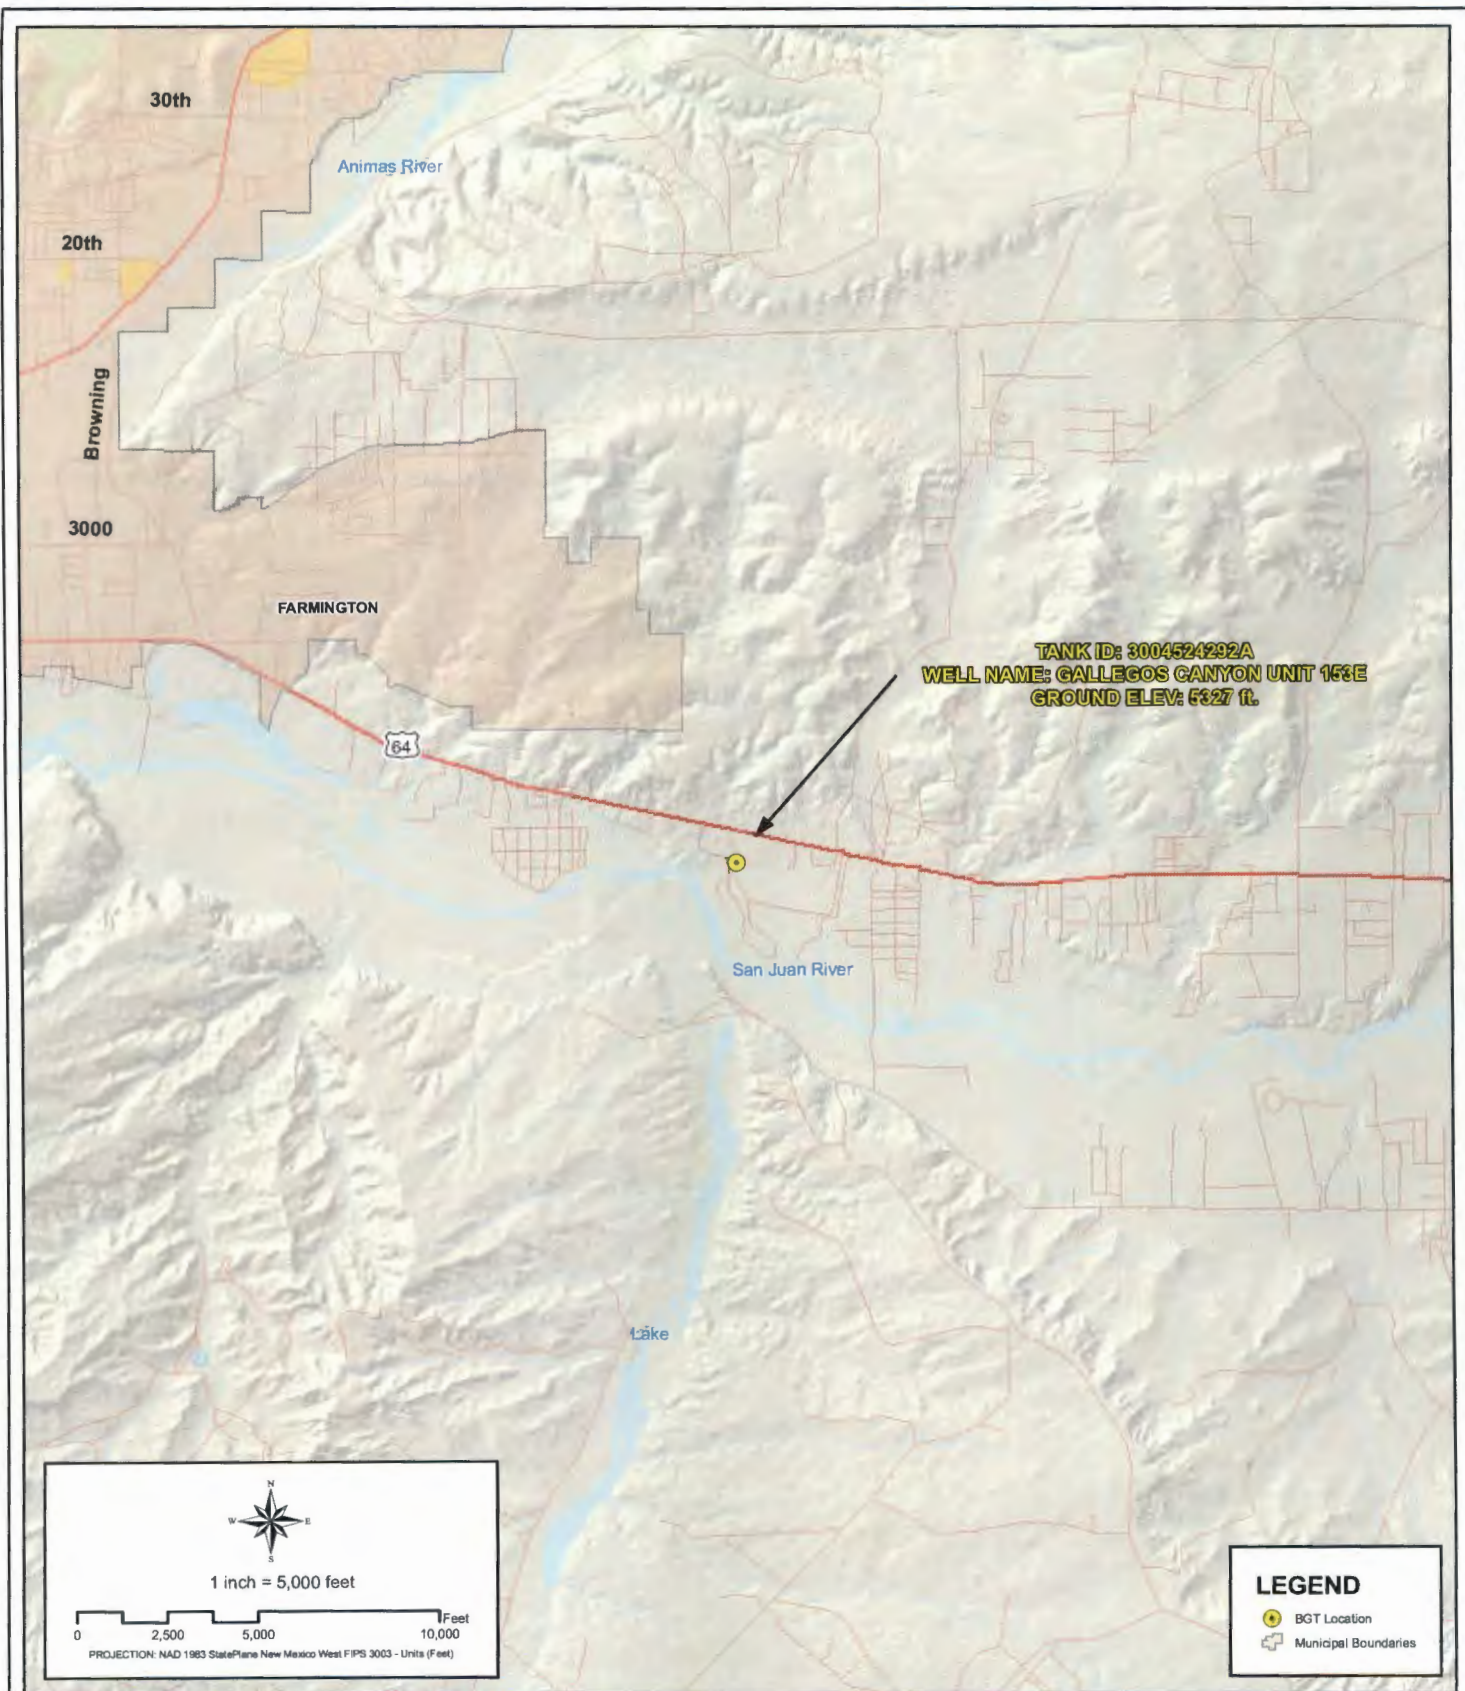 30th
Animas River
20th
Browning
3000
FARMINGTON
TANK ID: 3004524292A
WELL NAME: GALLEGOS CANYON UNIT 153E
GROUND ELEV: 5327 ft.
64
San Juan River
Lake
N
W E
S
1 inch = 5,000 feet
Feet
0 2,500 5,000 10,000
PROJECTION: NAD 1983 StatePlane New Mexico West FIPS 3003 - Units (Feet)
LEGEND
BGT Location
Municipal Boundaries